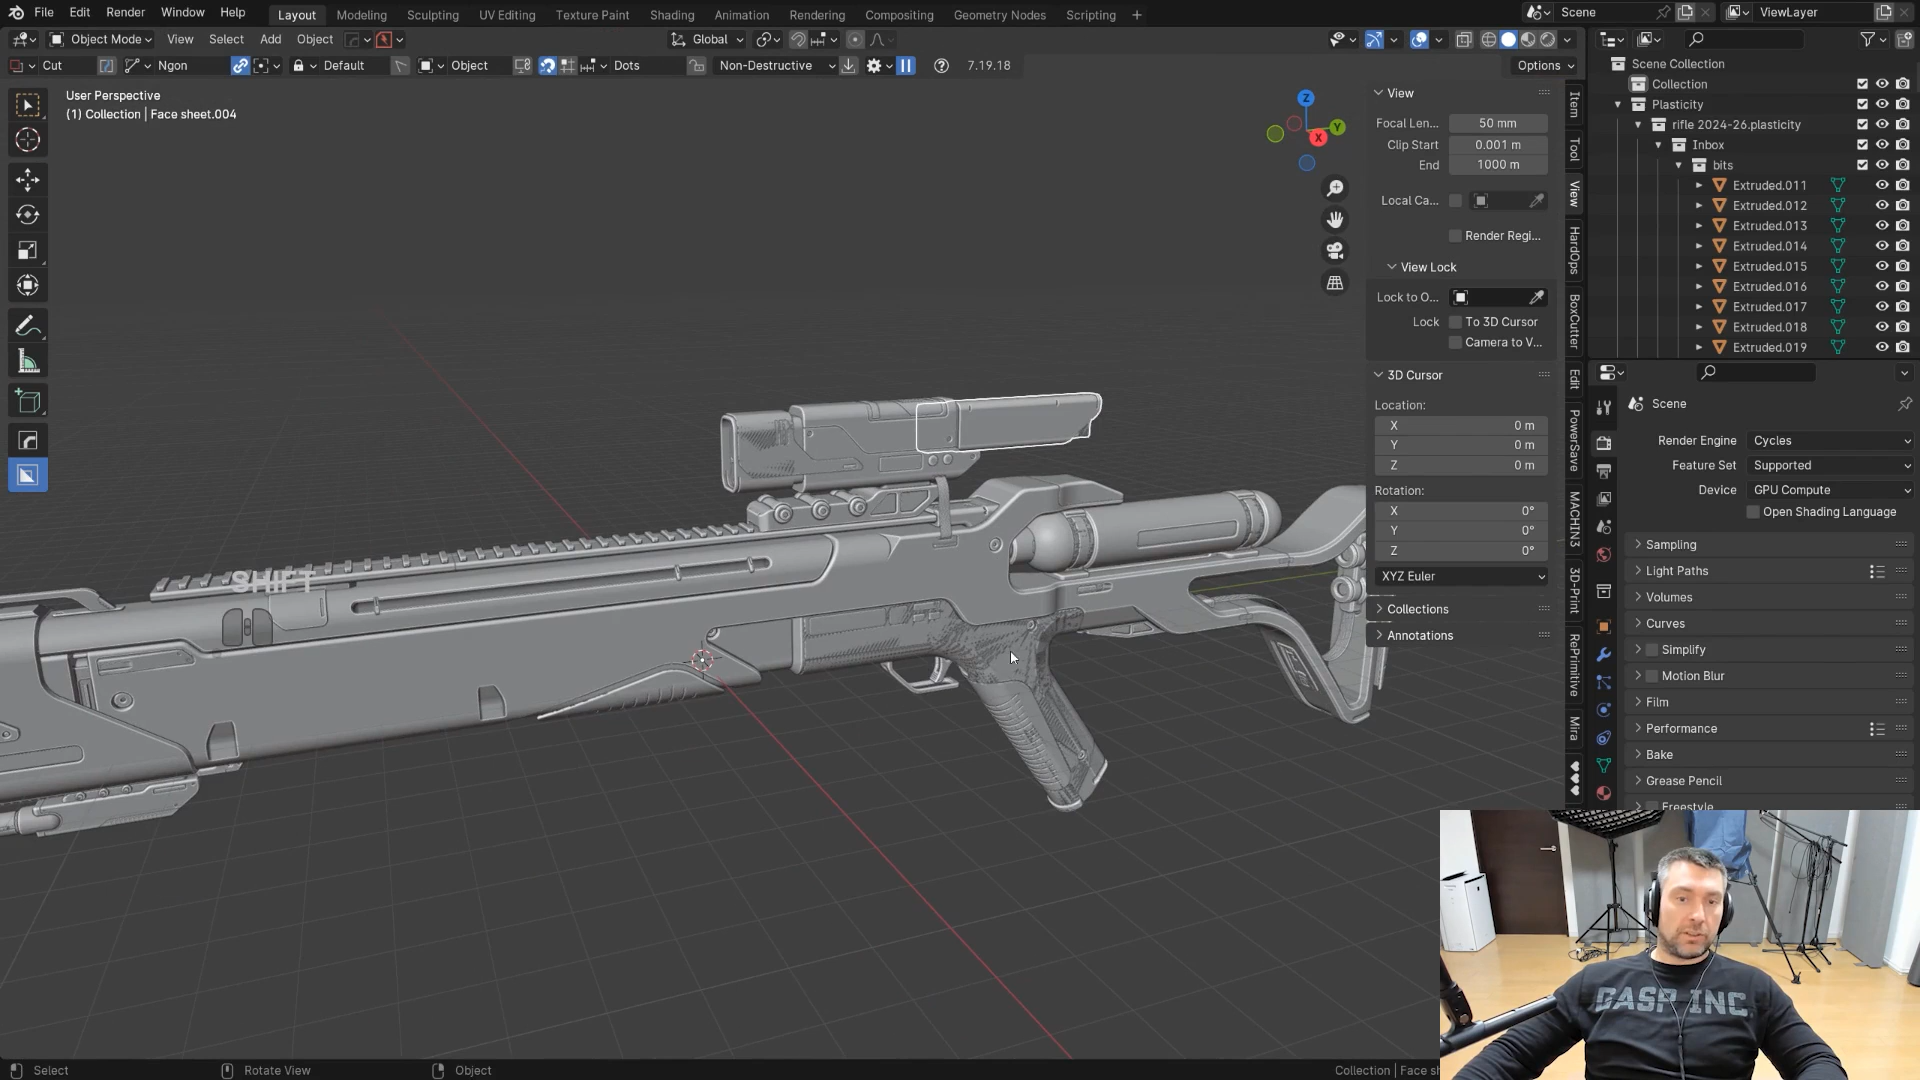 File Edit Render Window Help Layout Modeling Sculpting UV Editing Texture Paint Shading Animation Rendering Compositing Geometry Nodes Scripting + Scene ViewLayer
Object Mode View Select Add Object Global
Cut Ngon Default Object Dots Non-Destructive 7.19.18 Options
User Perspective
(1) Collection | Face sheet.004
Z
Y
X
SHIFT
View
Focal Len... 50 mm
Clip Start 0.001 m
End 1000 m
Local Ca...
Render Regi...
View Lock
Lock to O...
Lock To 3D Cursor
Camera to V...
3D Cursor
Location:
X 0 m
Y 0 m
Z 0 m
Rotation:
X 0°
Y 0°
Z 0°
XYZ Euler
Collections
Annotations
Item
Tool
View
HardOps
BoxCutter
Edit
PowerSave
MACHIN3
3D-Print
RePrimitive
Mira
Scene Collection
Collection
Plasticity
rifle 2024-26.plasticity
Inbox
bits
Extruded.011
Extruded.012
Extruded.013
Extruded.014
Extruded.015
Extruded.016
Extruded.017
Extruded.018
Extruded.019
Scene
Render Engine Cycles
Feature Set Supported
Device GPU Compute
Open Shading Language
Sampling
Light Paths
Volumes
Curves
Simplify
Motion Blur
Film
Performance
Bake
Grease Pencil
Freestyle
GASP INC.
Select Rotate View Object Collection | Face sh